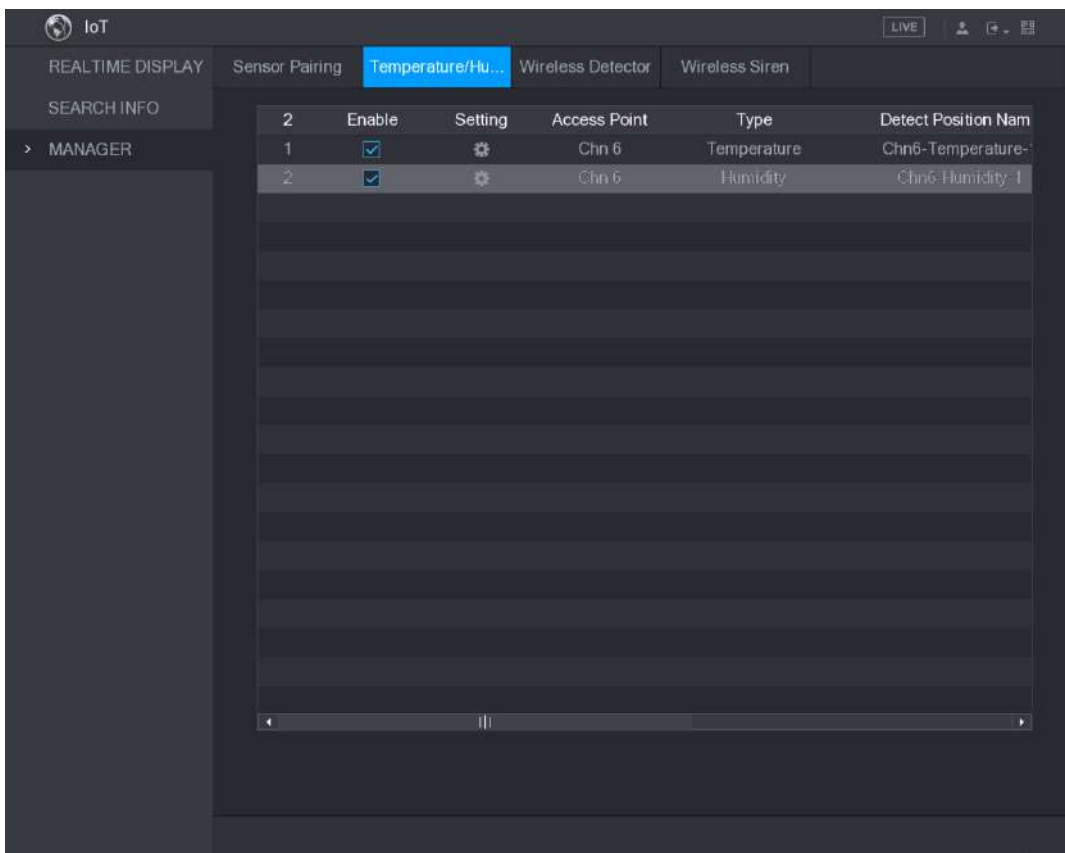 IoT
LIVE
REALTIME DISPLAY
SEARCH INFO
MANAGER
Sensor Pairing Temperature/Hu... Wireless Detector Wireless Siren
2 Enable Setting Access Point Type Detect Position Nam
1 Chn 6 Temperature Chn6-Temperature-
2 Chn 6 Humidity Chn6-Humidity-1